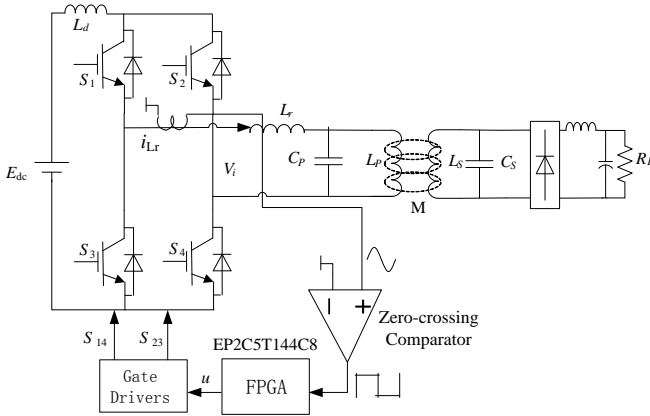 L_d
S_1
S_2
L_r
i_Lr
C_P
L_P
L_S
C_S
E_dc
V_i
M
S_3
S_4
− +
Zero-crossing
Comparator
S_14
S_23
EP2C5T144C8
Gate
Drivers
u
FPGA